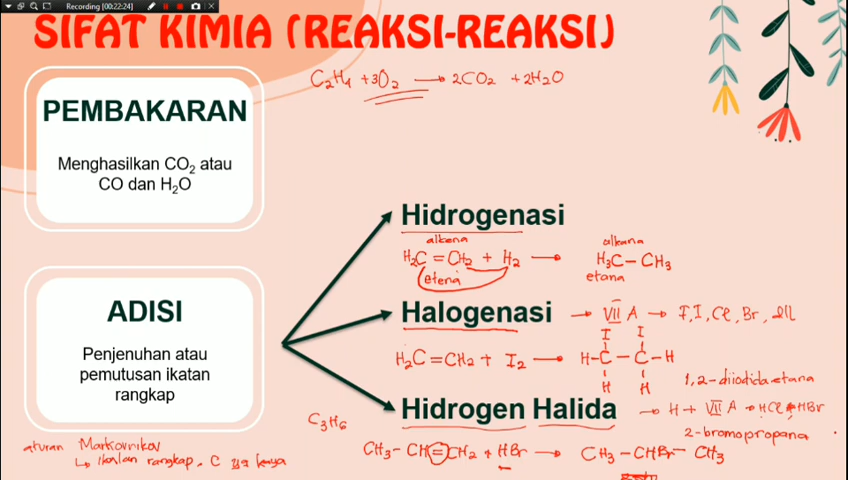 Recording [00:22:24]
SIFAT KIMIA (REAKSI-REAKSI)
C₂H₄ + 3O₂ → 2CO₂ + 2H₂O
PEMBAKARAN
Menghasilkan CO₂ atau
CO dan H₂O
Hidrogenasi
alkena
alkana
H₂C = CH₂ + H₂ → H₃C – CH₃
etena
etana
ADISI
Penjenuhan atau
pemutusan ikatan
rangkap
Halogenasi → VII A → F, I, Cl, Br, dll
I I
H₂C = CH₂ + I₂ → H – C – C – H
H H
1,2-diiodida etana
Hidrogen Halida → H + VII A → HCl HBr
C₃H₆
2-bromopropana
aturan Markovnikov
↳ ikatan rangkap, C yg kaya
CH₃ – CH = CH₂ + HBr → CH₃ – CHBr – CH₃